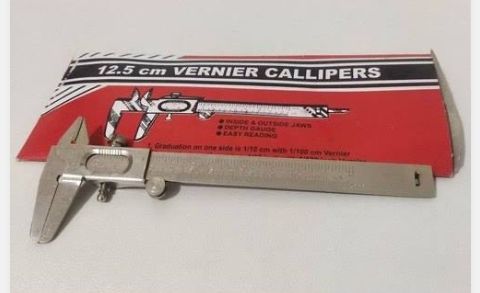 12.5 cm VERNIER CALLIPERS
● INSIDE & OUTSIDE JAWS
● DEPTH GAUGE
● EASY READING
1. Graduation on one side is 1/10 cm with 1/100 cm Vernier